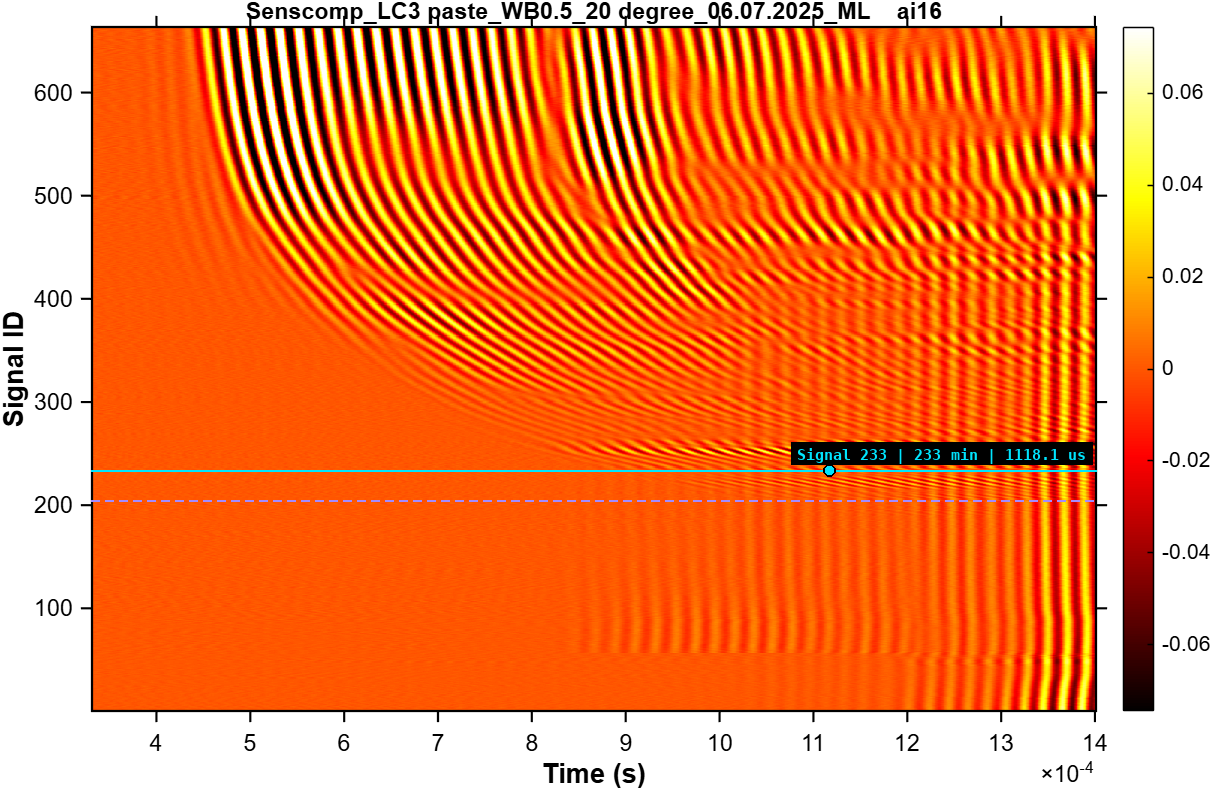 Senscomp_LC3 paste_WB0.5_20 degree_06.07.2025_ML    ai16
600
500
400
300
200
100
Signal ID
Signal 233 | 233 min | 1118.1 us
4 5 6 7 8 9 10 11 12 13 14
Time (s)
×10-4
0.06
0.04
0.02
0
-0.02
-0.04
-0.06